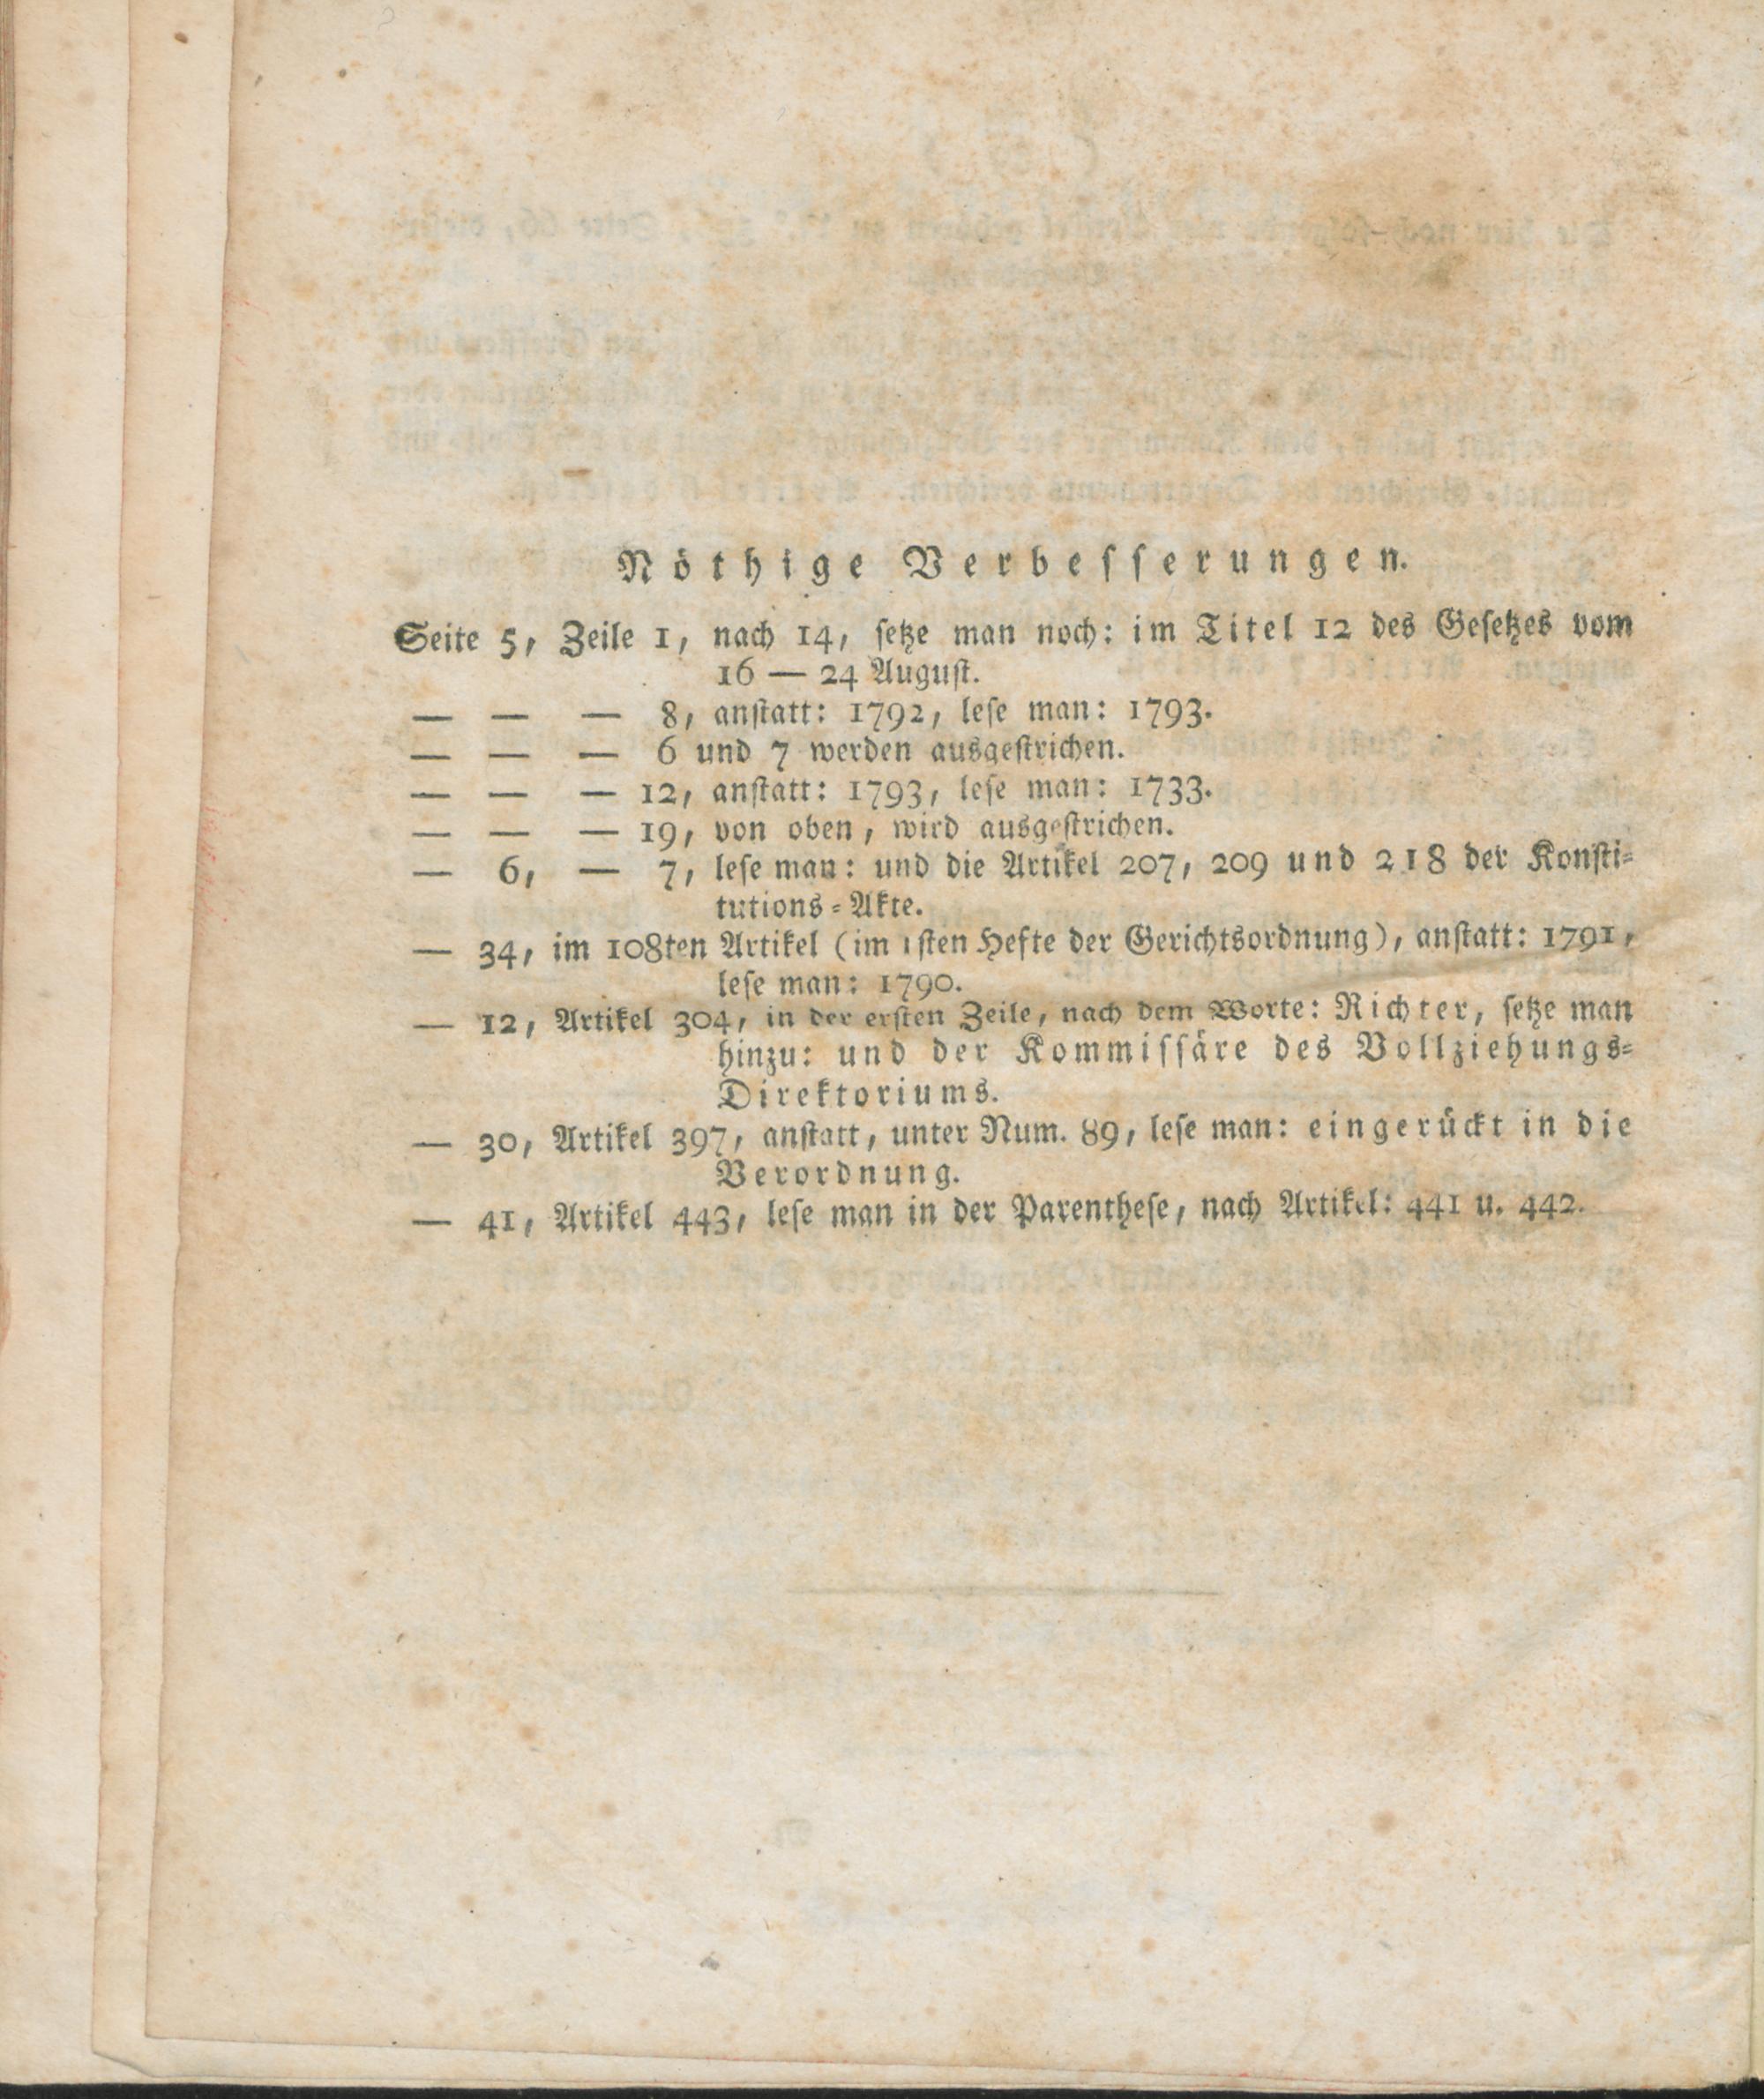 Nöthige Verbesserungen.
Seite 5, Zeile 1, nach 14, setze man noch: im Titel 12 des Gesetzes vom
16 — 24 August.
— — — 8, anstatt: 1792, lese man: 1793.
— — — 6 und 7 werden ausgestrichen.
— — — 12, anstatt: 1793, lese man: 1733.
— — — 19, von oben, wird ausgestrichen.
— 6, — 7, lese man: und die Artikel 207, 209 und 218 der Konsti-
tutions-Akte.
— 34, im 108ten Artikel (im 1sten Hefte der Gerichtsordnung), anstatt: 1791,
lese man: 1790.
— 12, Artikel 304, in der ersten Zeile, nach dem Worte: Richter, setze man
hinzu: und der Kommissäre des Vollziehungs-
Direktoriums.
— 30, Artikel 397, anstatt, unter Num. 89, lese man: eingerückt in die
Verordnung.
— 41, Artikel 443, lese man in der Parenthese, nach Artikel: 441 u. 442.